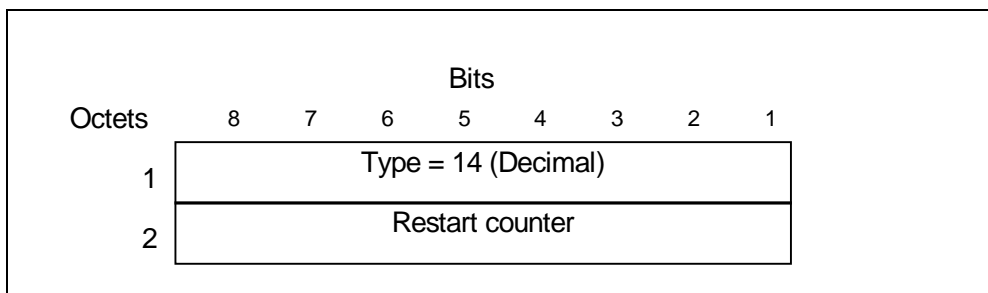 Bits
Octets 8 7 6 5 4 3 2 1
1 Type = 14 (Decimal)
2 Restart counter